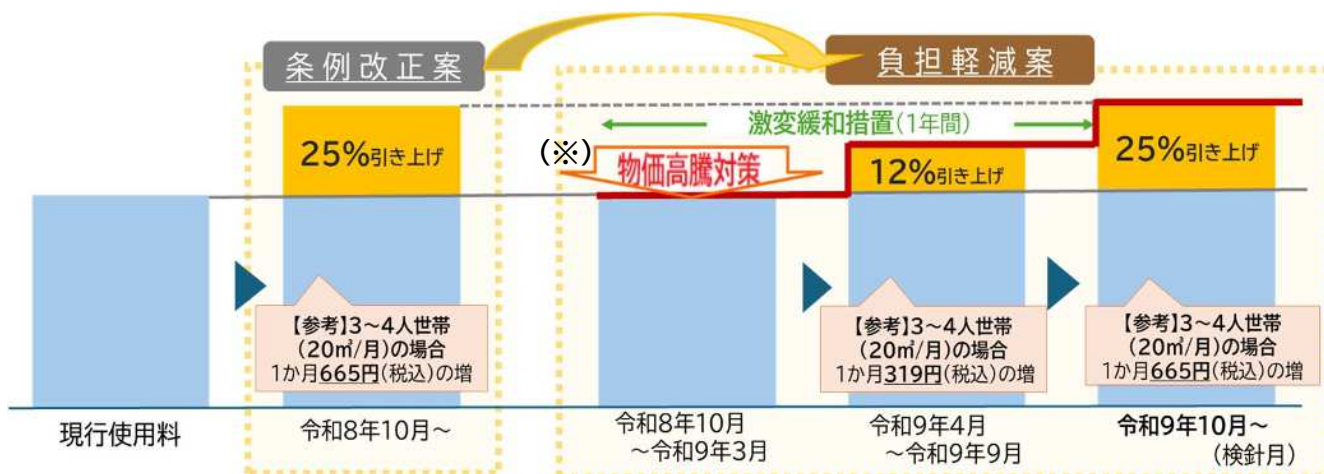 条例改正案
負担軽減案
激変緩和措置(1年間)
25%引き上げ
(※)
物価高騰対策
12%引き上げ
25%引き上げ
【参考】3~4人世帯
(20㎥/月)の場合
1か月665円(税込)の増
【参考】3~4人世帯
(20㎥/月)の場合
1か月319円(税込)の増
【参考】3~4人世帯
(20㎥/月)の場合
1か月665円(税込)の増
現行使用料
令和8年10月~
令和8年10月
~令和9年3月
令和9年4月
~令和9年9月
令和9年10月~
(検針月)